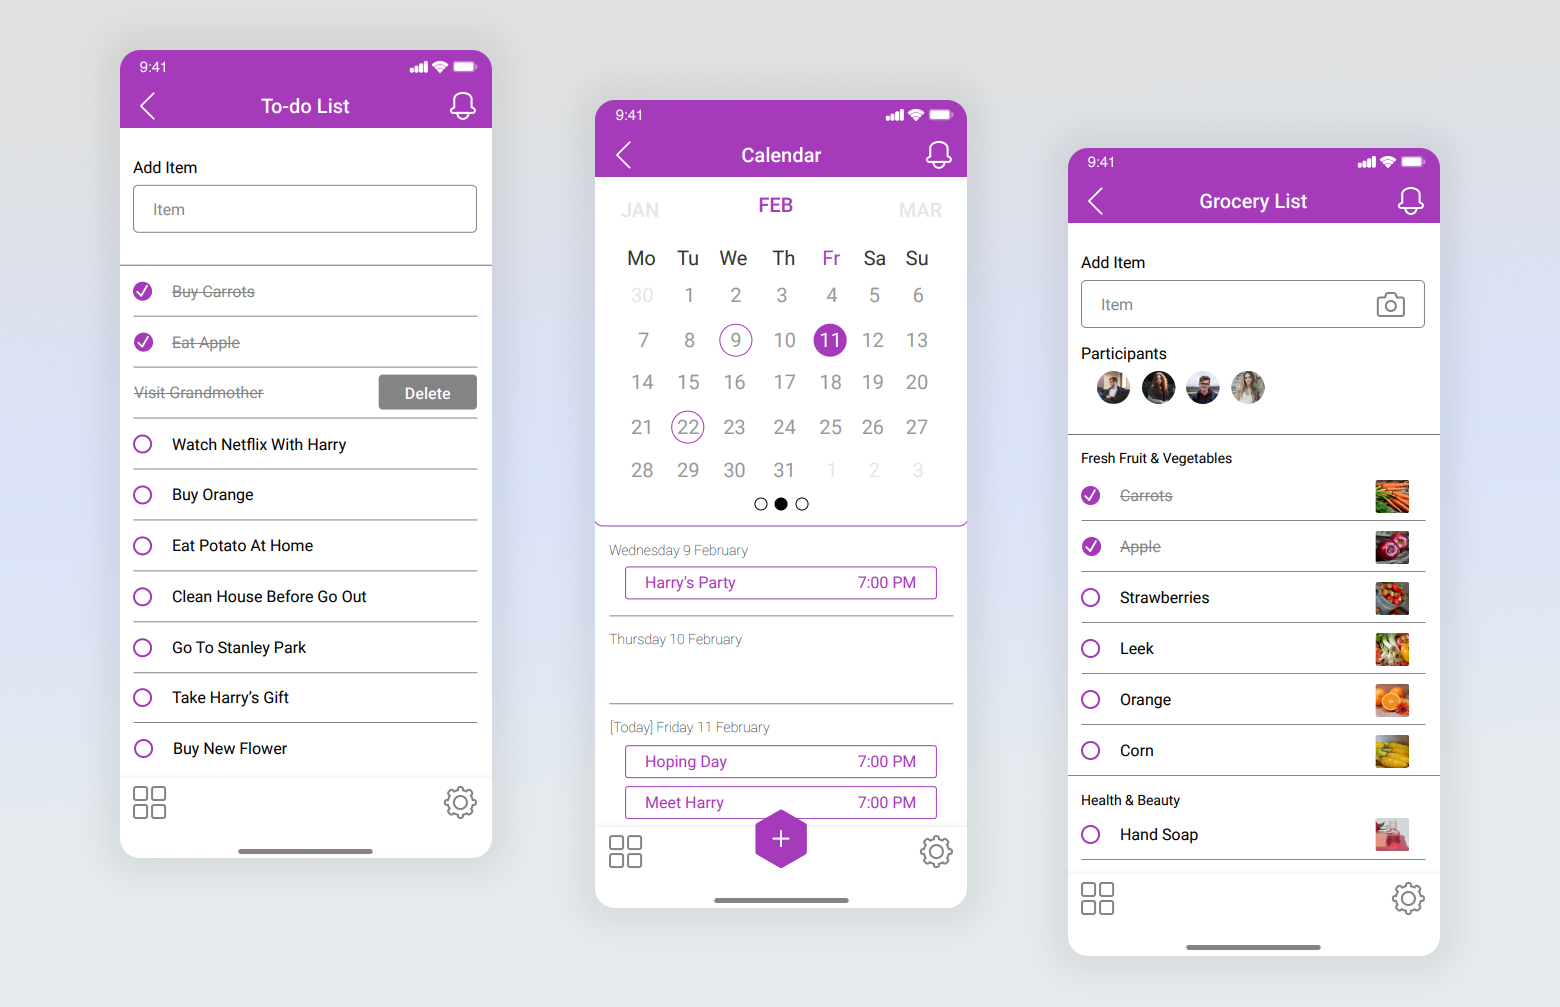 9:41
To-do List
Add Item
Item
Buy Carrots
Eat Apple
Visit Grandmother Delete
Watch Netflix With Harry
Buy Orange
Eat Potato At Home
Clean House Before Go Out
Go To Stanley Park
Take Harry's Gift
Buy New Flower
9:41
Calendar
JAN FEB MAR
Mo Tu We Th Fr Sa Su
30 1 2 3 4 5 6
7 8 9 10 11 12 13
14 15 16 17 18 19 20
21 22 23 24 25 26 27
28 29 30 31 1 2 3
Wednesday 9 February
Harry's Party 7:00 PM
Thursday 10 February
[Today] Friday 11 February
Hoping Day 7:00 PM
Meet Harry 7:00 PM
+
9:41
Grocery List
Add Item
Item
Participants
Fresh Fruit & Vegetables
Carrots
Apple
Strawberries
Leek
Orange
Corn
Health & Beauty
Hand Soap